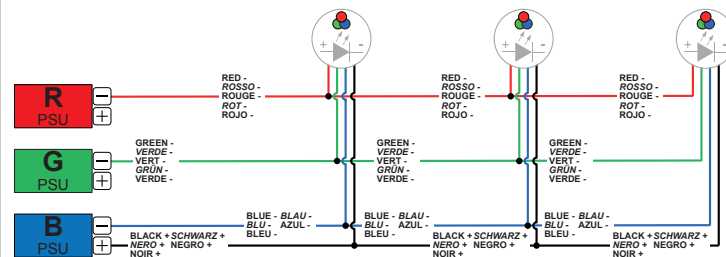 + -
+ -
+ -
RED -
ROSSO -
ROUGE -
ROT -
ROJO -
RED -
ROSSO -
ROUGE -
ROT -
ROJO -
RED -
ROSSO -
ROUGE -
ROT -
ROJO -
R
PSU
−
+
GREEN -
VERDE -
VERT -
GRÜN -
VERDE -
GREEN -
VERDE -
VERT -
GRÜN -
VERDE -
GREEN -
VERDE -
VERT -
GRÜN -
VERDE -
G
PSU
−
+
BLUE - BLAU -
BLU - AZUL -
BLEU -
BLUE - BLAU -
BLU - AZUL -
BLEU -
BLUE - BLAU -
BLU - AZUL -
BLEU -
B
PSU
−
+
BLACK + SCHWARZ +
NERO + NEGRO +
NOIR +
BLACK + SCHWARZ +
NERO + NEGRO +
NOIR +
BLACK + SCHWARZ +
NERO + NEGRO +
NOIR +